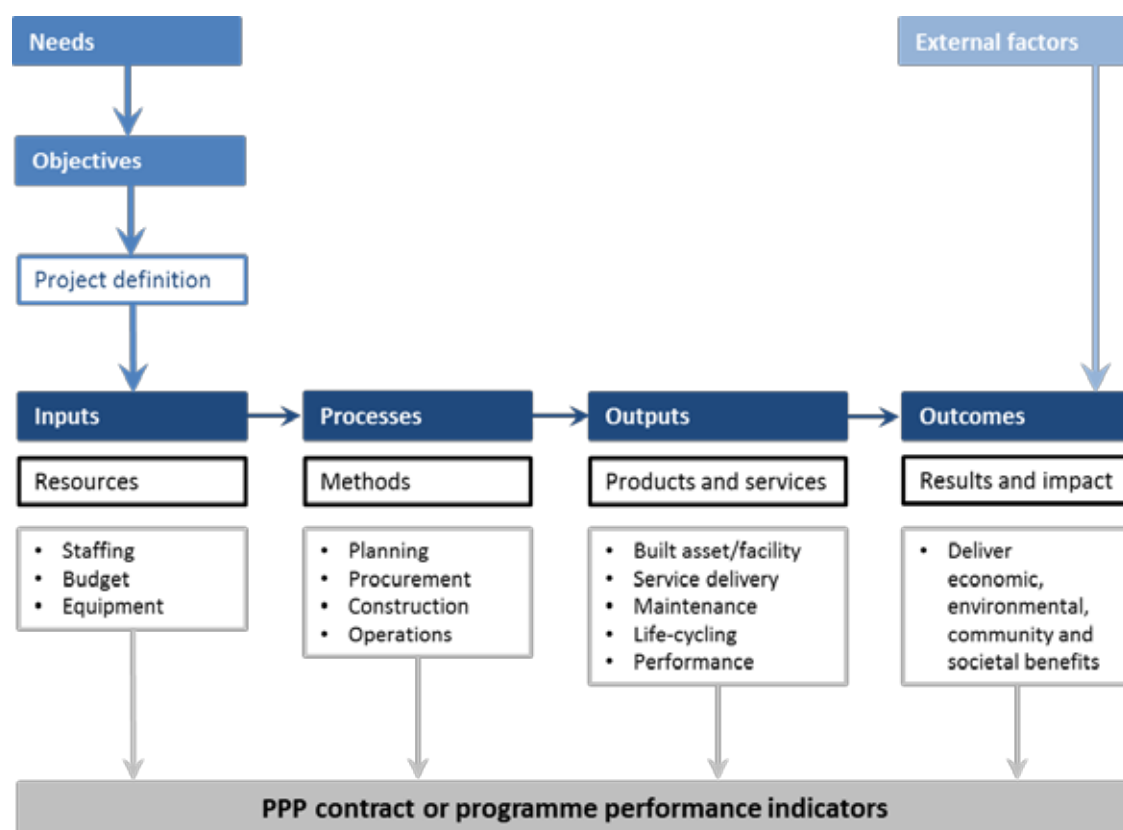 Needs
External factors
Objectives
Project definition
Inputs
Processes
Outputs
Outcomes
Resources
Methods
Products and services
Results and impact
• Staffing
• Budget
• Equipment
• Planning
• Procurement
• Construction
• Operations
• Built asset/facility
• Service delivery
• Maintenance
• Life-cycling
• Performance
• Deliver
economic,
environmental,
community and
societal benefits
PPP contract or programme performance indicators